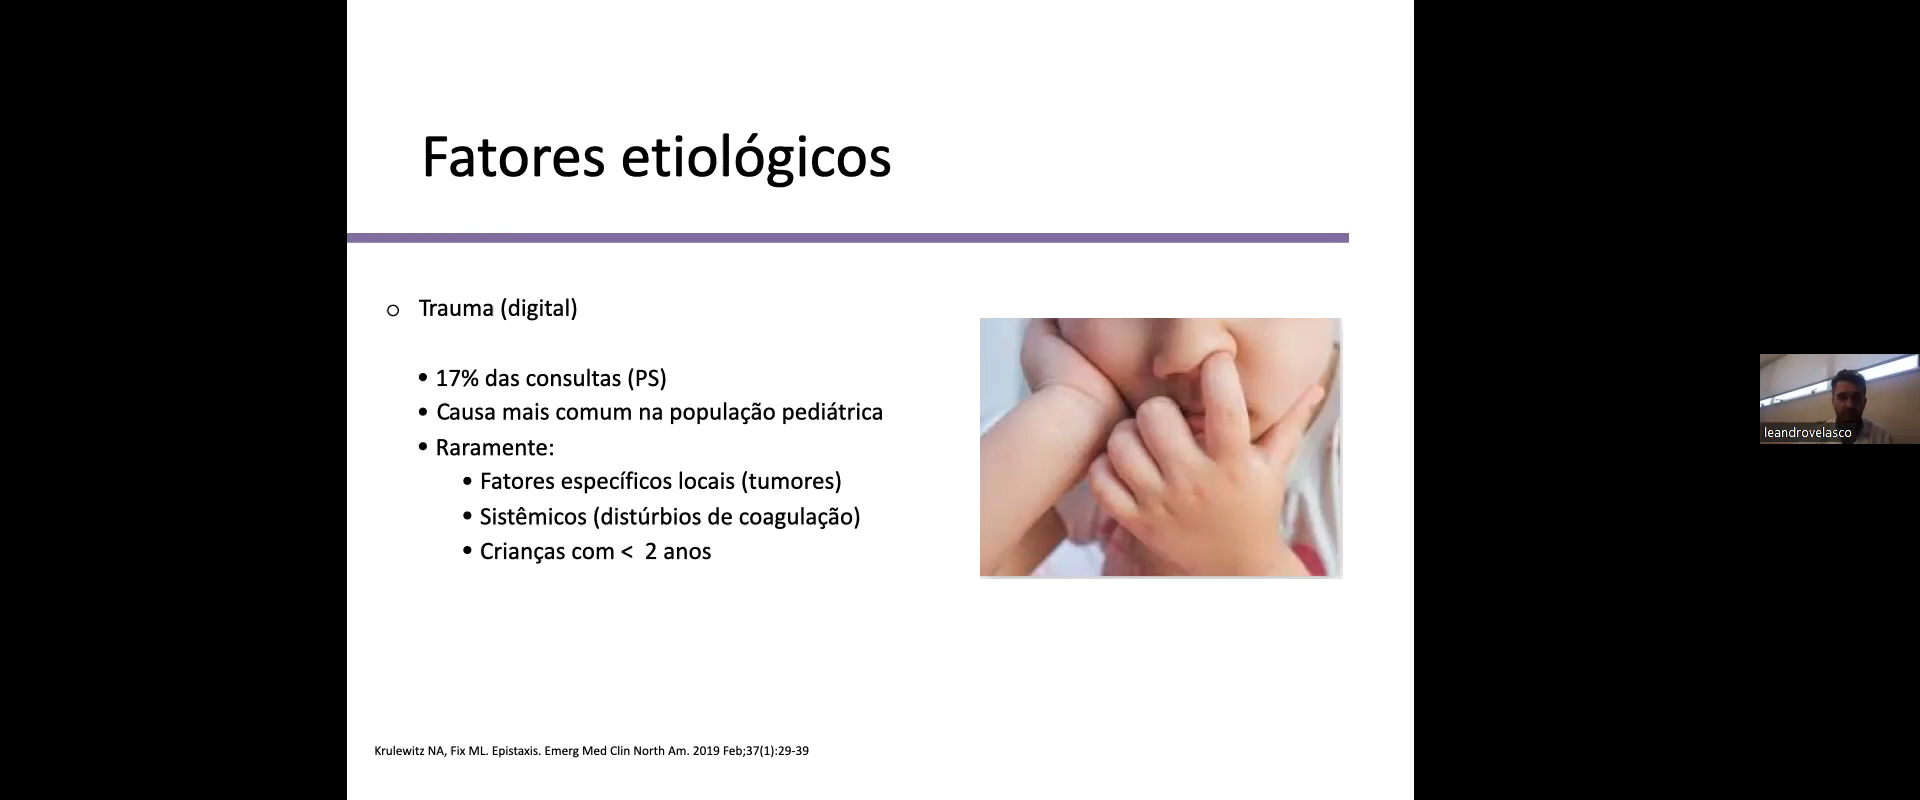 Fatores etiológicos
Trauma (digital)
• 17% das consultas (PS)
• Causa mais comum na população pediátrica
• Raramente:
• Fatores específicos locais (tumores)
• Sistêmicos (distúrbios de coagulação)
• Crianças com < 2 anos
leandrovelasco
Krulewitz NA, Fix ML. Epistaxis. Emerg Med Clin North Am. 2019 Feb;37(1):29-39